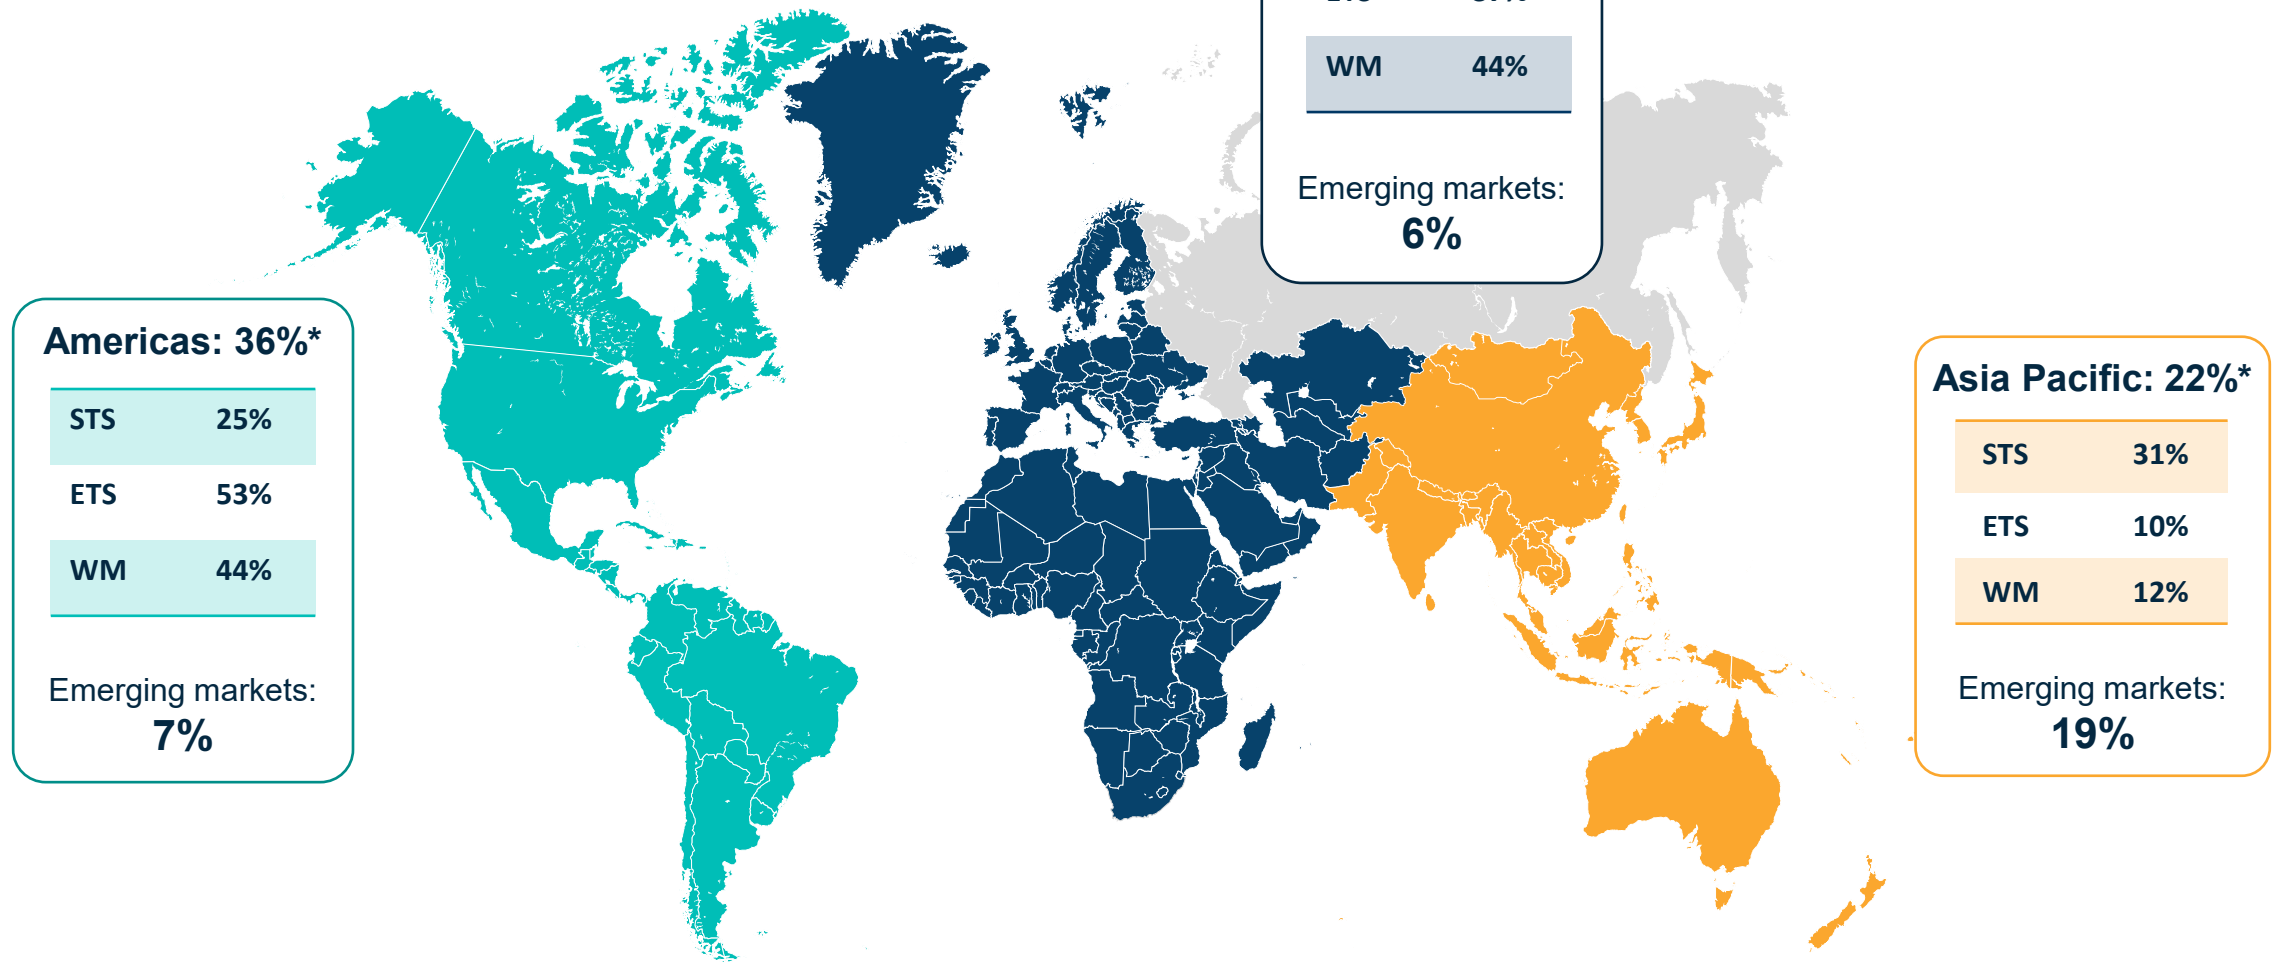 WM 44%
Emerging markets:
6%
Americas: 36%*
STS 25%
ETS 53%
WM 44%
Emerging markets:
7%
Asia Pacific: 22%*
STS 31%
ETS 10%
WM 12%
Emerging markets:
19%